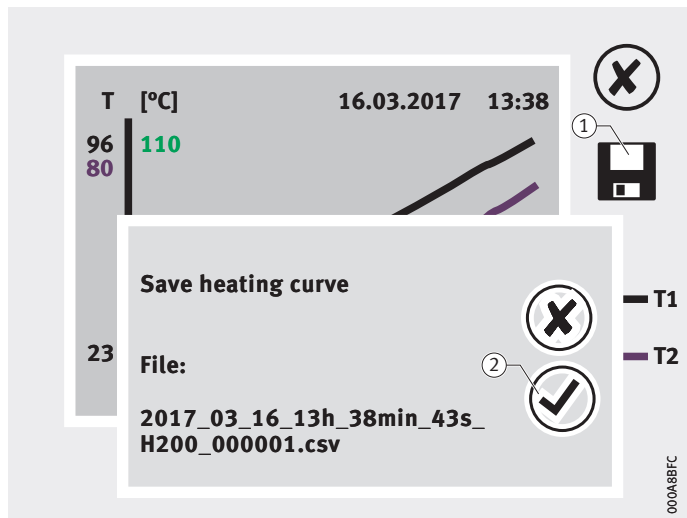 T [°C] 16.03.2017 13:38
1
96 110
80
Save heating curve
T1
23
File:
2
T2
2017_03_16_13h_38min_43s_
H200_000001.csv
000A8BFC